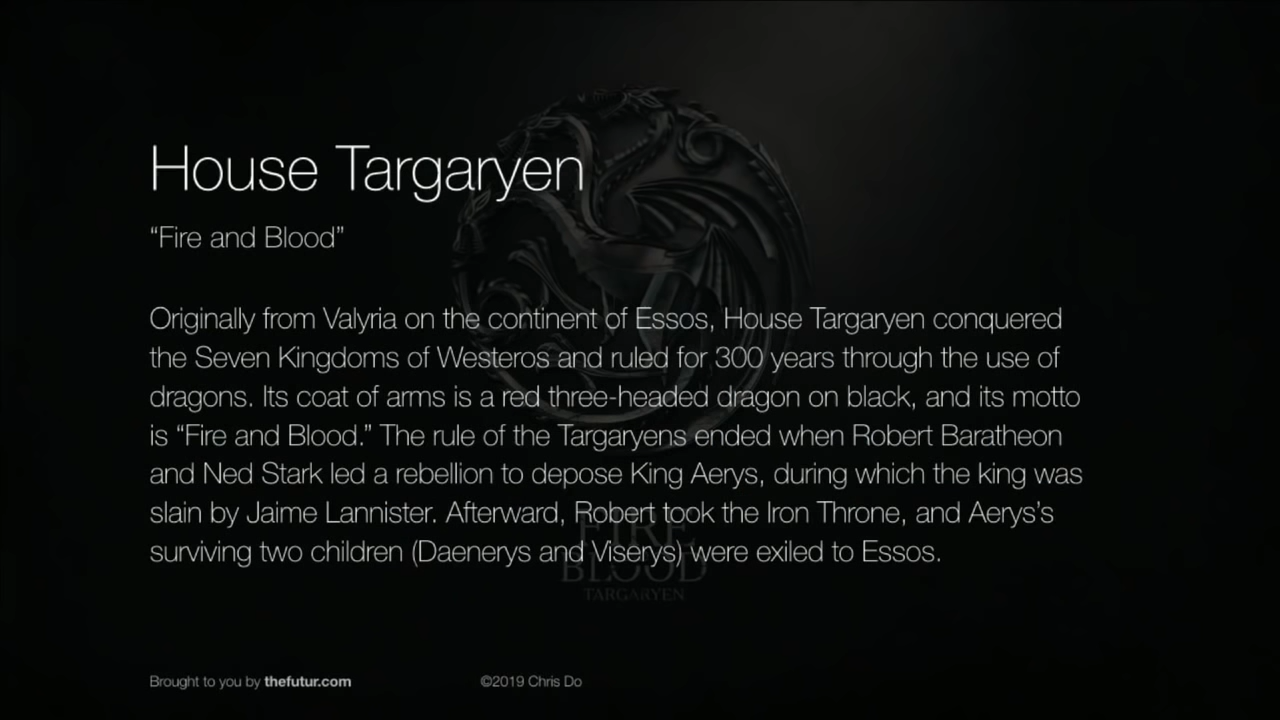 House Targaryen
“Fire and Blood”
Originally from Valyria on the continent of Essos, House Targaryen conquered
the Seven Kingdoms of Westeros and ruled for 300 years through the use of
dragons. Its coat of arms is a red three-headed dragon on black, and its motto
is “Fire and Blood.” The rule of the Targaryens ended when Robert Baratheon
and Ned Stark led a rebellion to depose King Aerys, during which the king was
slain by Jaime Lannister. Afterward, Robert took the Iron Throne, and Aerys’s
surviving two children (Daenerys and Viserys) were exiled to Essos.
FIRE
BLOOD
TARGARYEN
Brought to you by thefutur.com
©2019 Chris Do